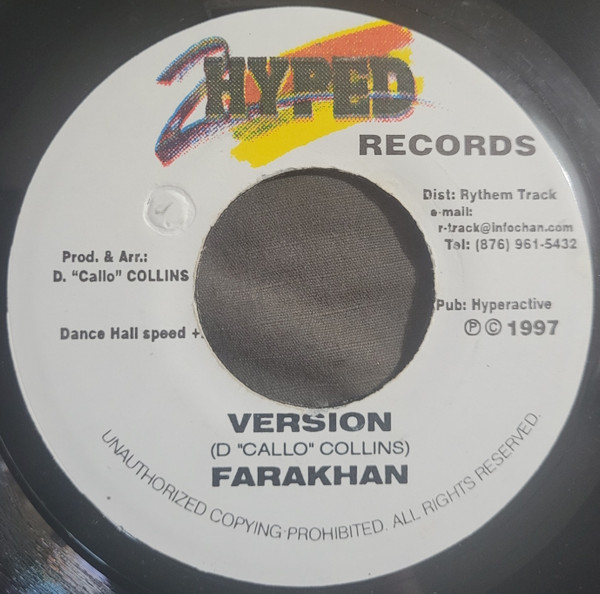 2 HYPED
RECORDS
Dist: Rythem Track
e-mail:
r-track@infochan.com
Tel: (876) 961-5432
Prod. & Arr.:
D. "Callo" COLLINS
Pub: Hyperactive
Ⓟ © 1997
Dance Hall speed +.
VERSION
(D "CALLO" COLLINS)
FARAKHAN
UNAUTHORIZED COPYING PROHIBITED. ALL RIGHTS RESERVED.